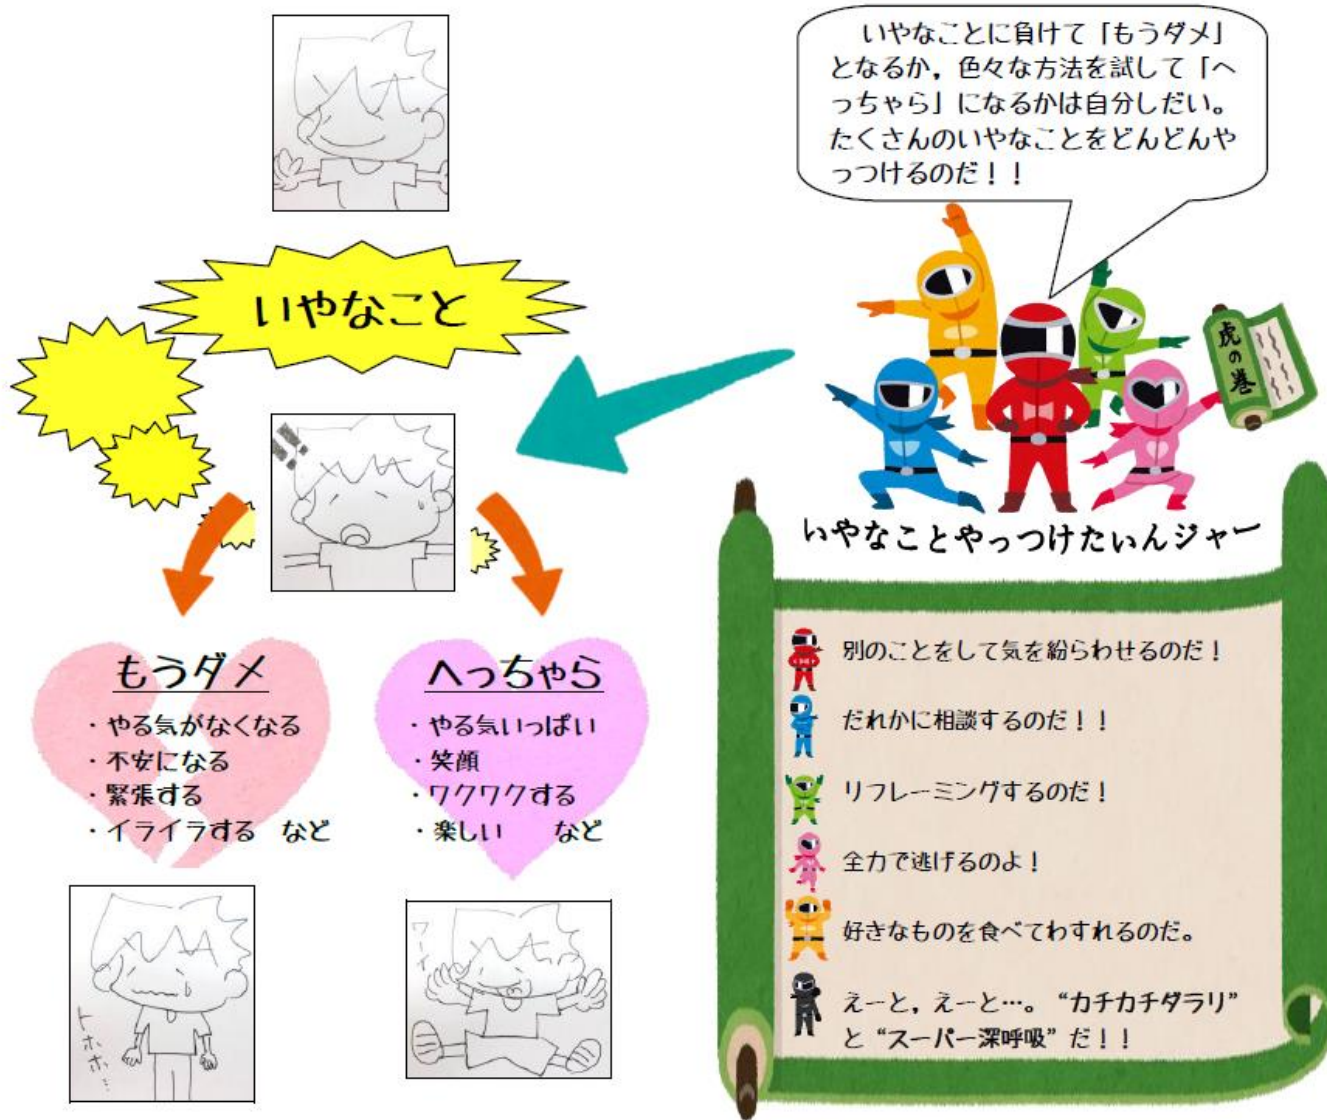 いやなことに負けて「もうダメ」
となるか，色々な方法を試して「へ
っちゃら」になるかは自分しだい。
たくさんのいやなことをどんどんや
っつけるのだ！！
いやなこと
虎の巻
いやなことやっつけたいんジャー
もうダメ
・やる気がなくなる
・不安になる
・緊張する
・イライラする　など
へっちゃら
・やる気いっぱい
・笑顔
・ワクワクする
・楽しい　　など
トホホ…
ワーイ
別のことをして気を紛らわせるのだ！
だれかに相談するのだ！！
リフレーミングするのだ！
全力で逃げるのよ！
好きなものを食べてわすれるのだ。
えーと，えーと…。“カチカチダラリ”
と“スーパー深呼吸”だ！！